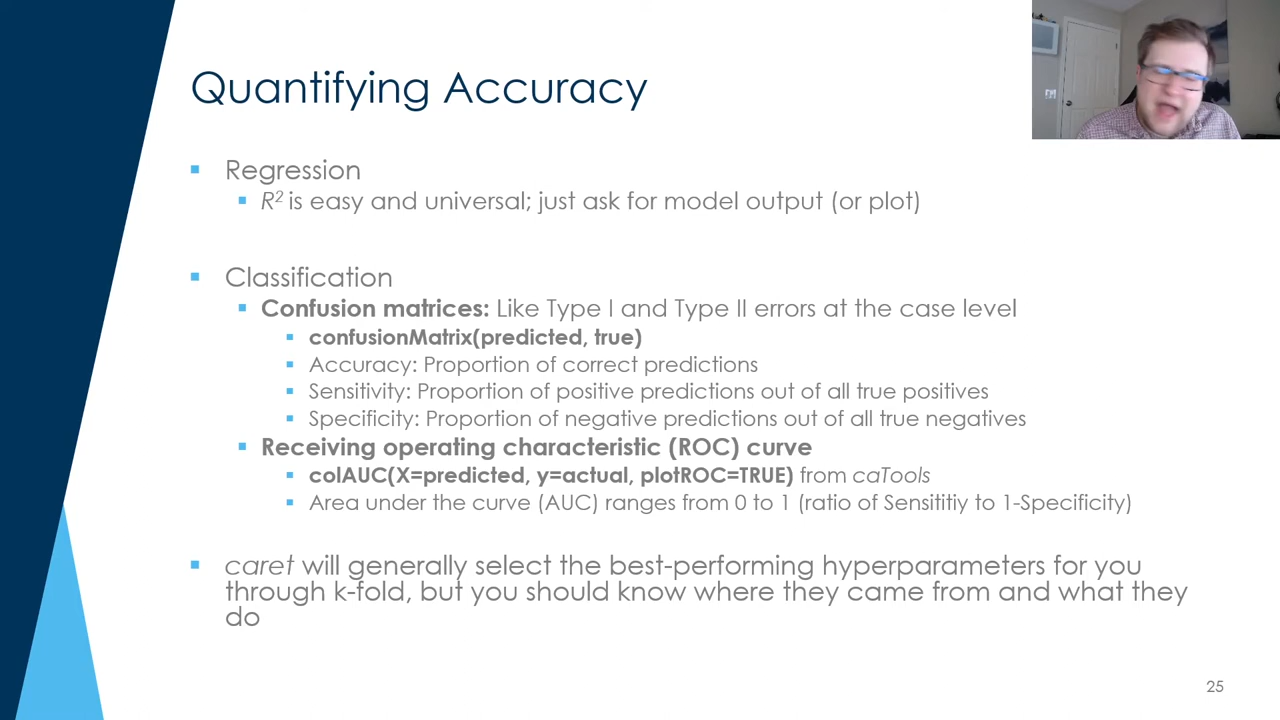 Quantifying Accuracy
Regression
R2 is easy and universal; just ask for model output (or plot)
Classification
Confusion matrices: Like Type I and Type II errors at the case level
confusionMatrix(predicted, true)
Accuracy: Proportion of correct predictions
Sensitivity: Proportion of positive predictions out of all true positives
Specificity: Proportion of negative predictions out of all true negatives
Receiving operating characteristic (ROC) curve
colAUC(X=predicted, y=actual, plotROC=TRUE) from caTools
Area under the curve (AUC) ranges from 0 to 1 (ratio of Sensititiy to 1-Specificity)
caret will generally select the best-performing hyperparameters for you
through k-fold, but you should know where they came from and what they
do
25